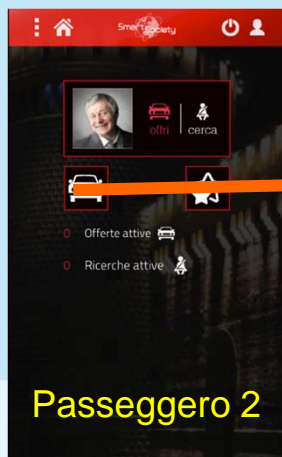 Smart Society
offri | cerca
0 Offerte attive
0 Ricerche attive
Passeggero 2